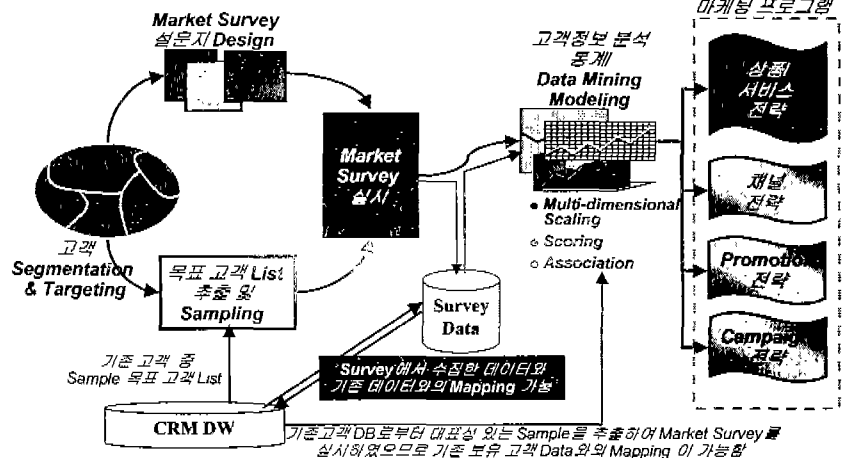 마케팅 프로그램
Market Survey
설문지 Design
고객정보 분석
통계/
Data Mining
Modeling
상품/
서비스
전략
Market
Survey
실시
채널
전략
• Multi-dimensional
Scaling
○ Scoring
○ Association
고객
Segmentation
& Targeting
목표 고객 List
추출 및
Sampling
Promotion
전략
Survey
Data
Campaign
전략
기존 고객 중
Sample 목표 고객 List
Survey에서 수집한 데이터와
기존 데이터와의 Mapping 가능
CRM DW
기존고객 DB로부터 대표성 있는 Sample을 추출하여 Market Survey를
실시하였으므로 기존 보유 고객 Data와의 Mapping 이 가능함